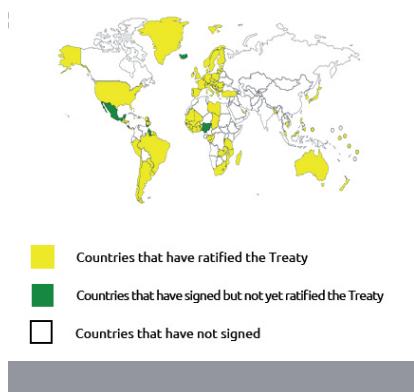 Countries that have ratified the Treaty
Countries that have signed but not yet ratified the Treaty
Countries that have not signed